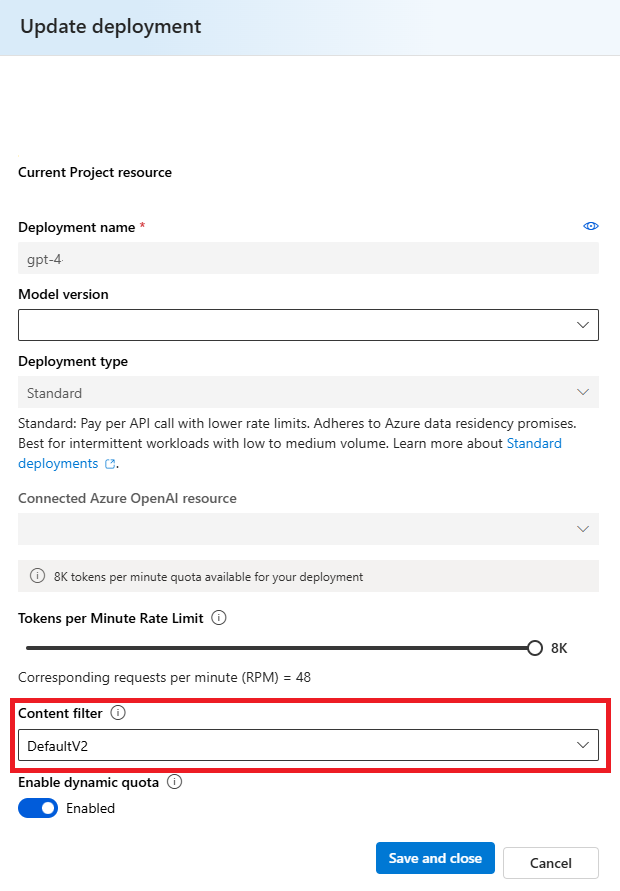 Update deployment
Current Project resource
Deployment name *
gpt-4
Model version
Deployment type
Standard
Standard: Pay per API call with lower rate limits. Adheres to Azure data residency promises.
Best for intermittent workloads with low to medium volume. Learn more about Standard
deployments.
Connected Azure OpenAI resource
8K tokens per minute quota available for your deployment
Tokens per Minute Rate Limit
8K
Corresponding requests per minute (RPM) = 48
Content filter
DefaultV2
Enable dynamic quota
Enabled
Save and close
Cancel